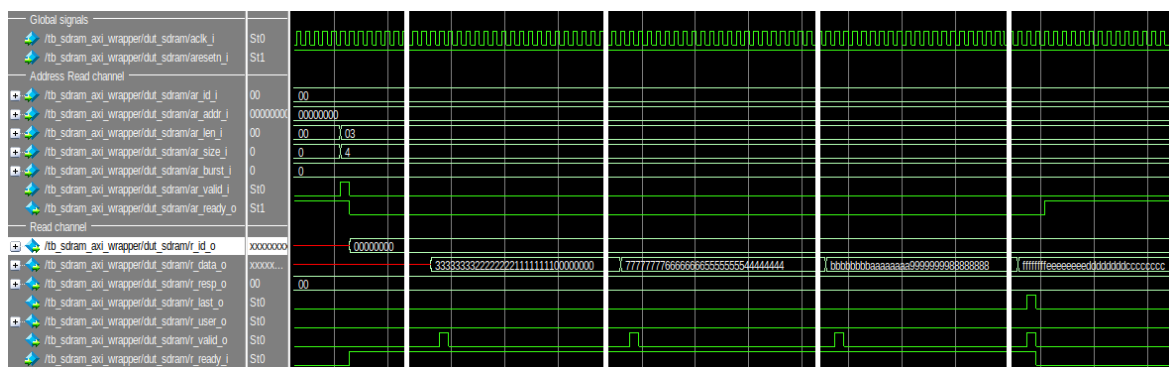 Global signals
/tb_sdram_axi_wrapper/dut_sdram/aclk_i St0
/tb_sdram_axi_wrapper/dut_sdram/aresetn_i St1
Address Read channel
/tb_sdram_axi_wrapper/dut_sdram/ar_id_i 00 00
/tb_sdram_axi_wrapper/dut_sdram/ar_addr_i 00000000 00000000
/tb_sdram_axi_wrapper/dut_sdram/ar_len_i 00 00 03
/tb_sdram_axi_wrapper/dut_sdram/ar_size_i 0 0 4
/tb_sdram_axi_wrapper/dut_sdram/ar_burst_i 0 0
/tb_sdram_axi_wrapper/dut_sdram/ar_valid_i St0
/tb_sdram_axi_wrapper/dut_sdram/ar_ready_o St1
Read channel
/tb_sdram_axi_wrapper/dut_sdram/r_id_o xxxxxxxx 00000000
/tb_sdram_axi_wrapper/dut_sdram/r_data_o xxxxx... 33333333222222221111111100000000 77777777666666665555555544444444 bbbbbbbbaaaaaaaa9999999988888888 ffffffffeeeeeeeeddddddddcccccccc
/tb_sdram_axi_wrapper/dut_sdram/r_resp_o 00 00
/tb_sdram_axi_wrapper/dut_sdram/r_last_o St0
/tb_sdram_axi_wrapper/dut_sdram/r_user_o St0
/tb_sdram_axi_wrapper/dut_sdram/r_valid_o St0
/tb_sdram_axi_wrapper/dut_sdram/r_ready_i St0